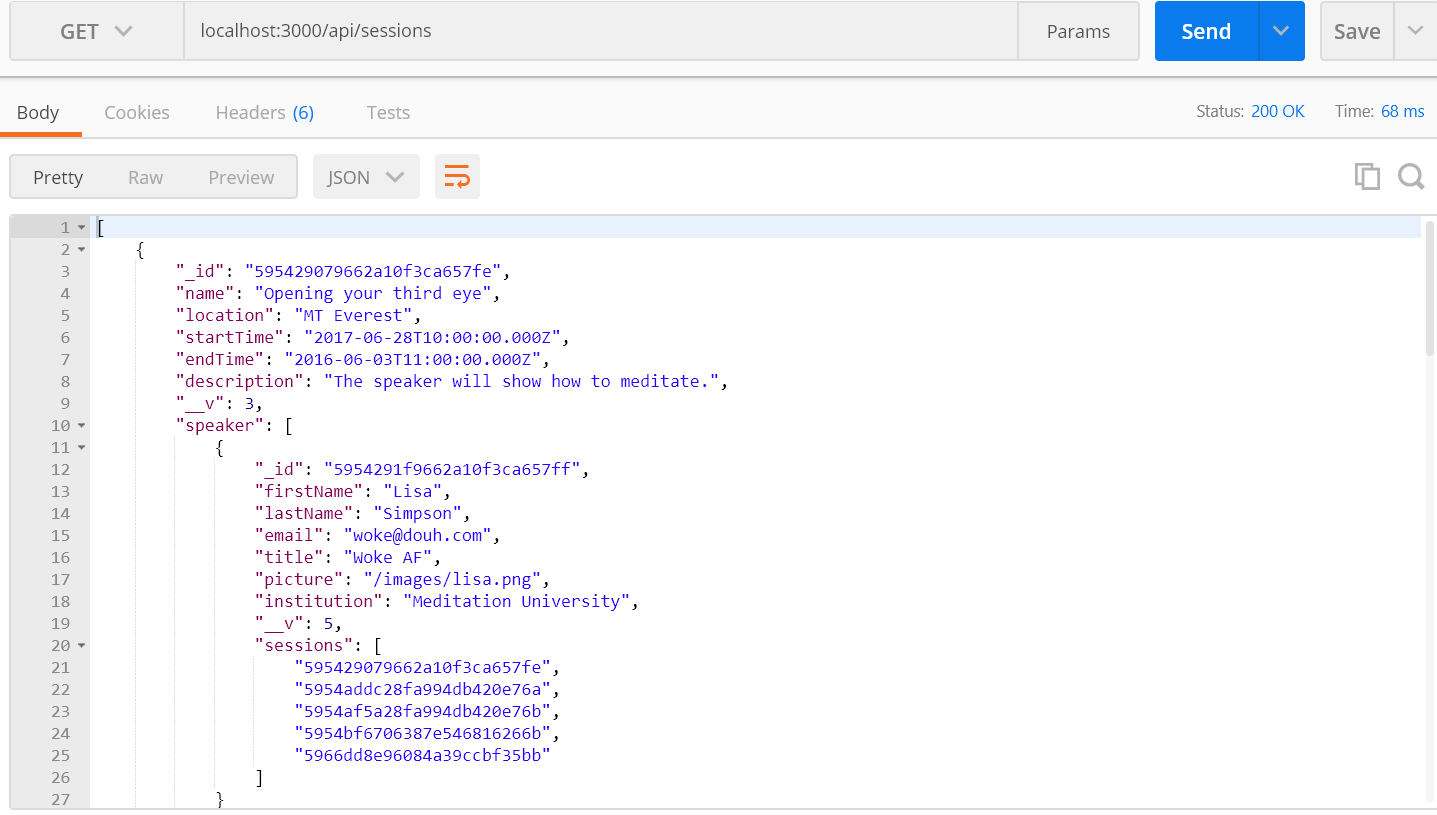 GET localhost:3000/api/sessions Params Send Save
Body Cookies Headers (6) Tests Status: 200 OK Time: 68 ms
Pretty Raw Preview JSON
1 [
2 {
3 "_id": "595429079662a10f3ca657fe",
4 "name": "Opening your third eye",
5 "location": "MT Everest",
6 "startTime": "2017-06-28T10:00:00.000Z",
7 "endTime": "2016-06-03T11:00:00.000Z",
8 "description": "The speaker will show how to meditate.",
9 "__v": 3,
10 "speaker": [
11 {
12 "_id": "5954291f9662a10f3ca657ff",
13 "firstName": "Lisa",
14 "lastName": "Simpson",
15 "email": "woke@douh.com",
16 "title": "Woke AF",
17 "picture": "/images/lisa.png",
18 "institution": "Meditation University",
19 "__v": 5,
20 "sessions": [
21 "595429079662a10f3ca657fe",
22 "5954addc28fa994db420e76a",
23 "5954af5a28fa994db420e76b",
24 "5954bf6706387e546816266b",
25 "5966dd8e96084a39ccbf35bb"
26 ]
27 }